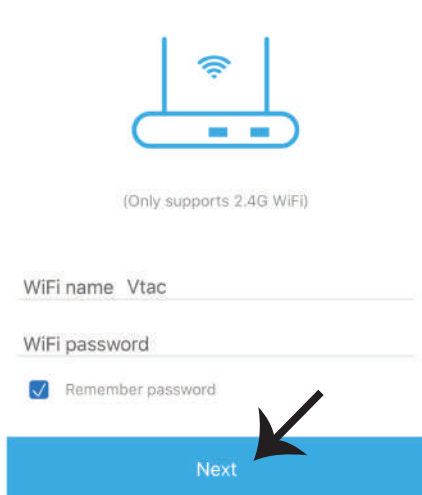 (Only supports 2.4G WiFi)
WiFi name Vtac
WiFi password
Remember password
Next